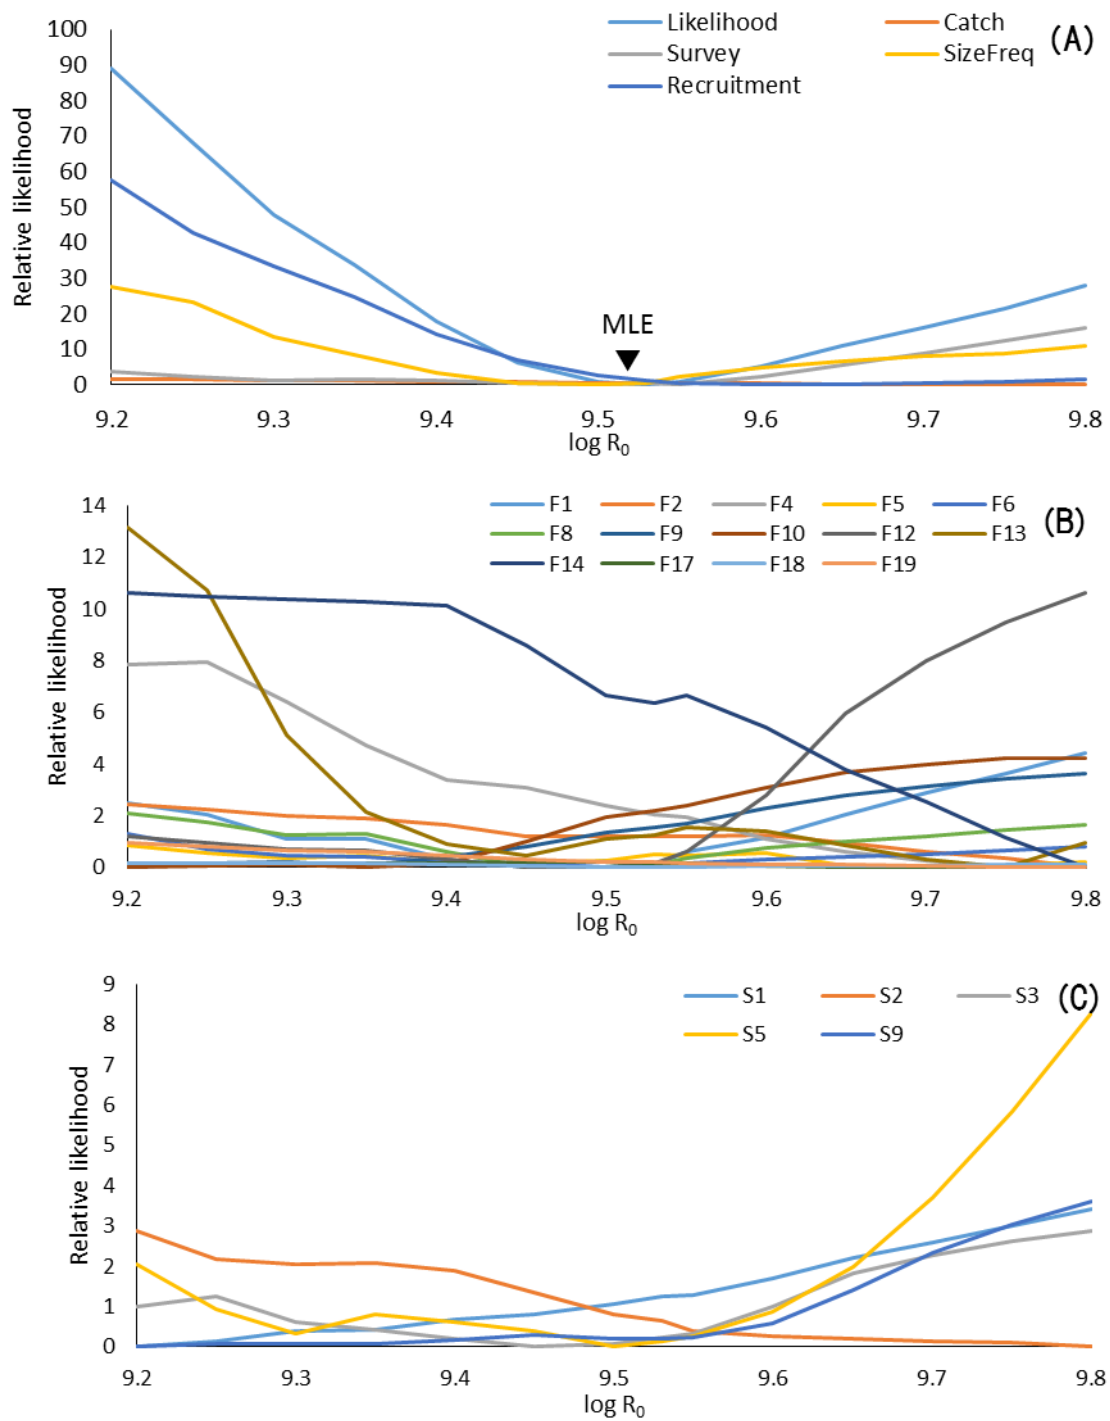 Likelihood Catch (A)
Survey SizeFreq
Recruitment
100
90
80
70
60
50
40
30
20
10
0
Relative likelihood
MLE
9.2 9.3 9.4 9.5 9.6 9.7 9.8
log R₀
F1 F2 F4 F5 F6 (B)
F8 F9 F10 F12 F13
F14 F17 F18 F19
14
12
10
8
6
4
2
0
Relative likelihood
9.2 9.3 9.4 9.5 9.6 9.7 9.8
log R₀
S1 S2 S3 (C)
S5 S9
9
8
7
6
5
4
3
2
1
0
Relative likelihood
9.2 9.3 9.4 9.5 9.6 9.7 9.8
log R₀